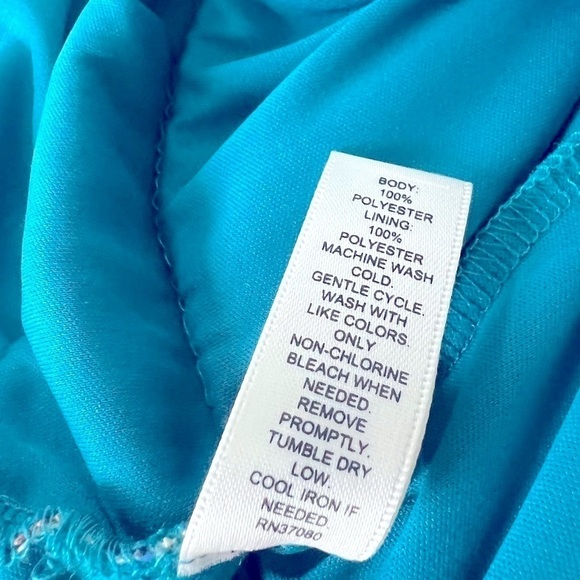 BODY:
100%
POLYESTER
LINING:
100%
POLYESTER
MACHINE WASH
COLD.
GENTLE CYCLE.
WASH WITH
LIKE COLORS.
ONLY
NON-CHLORINE
BLEACH WHEN
NEEDED.
REMOVE
PROMPTLY.
TUMBLE DRY
LOW.
COOL IRON IF
NEEDED.
RN37080